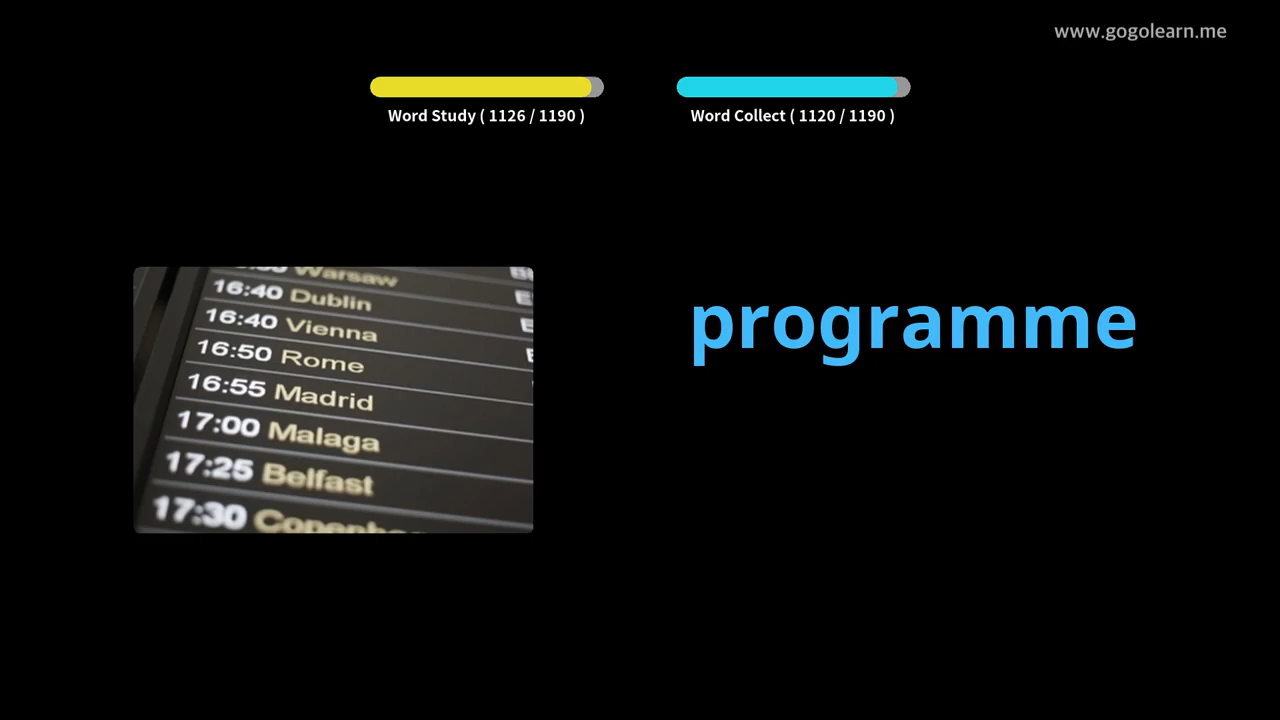 www.gogolearn.me
Word Study ( 1126 / 1190 )
Word Collect ( 1120 / 1190 )
programme
Warsaw
16:40 Dublin
16:40 Vienna
16:50 Rome
16:55 Madrid
17:00 Malaga
17:25 Belfast
17:30